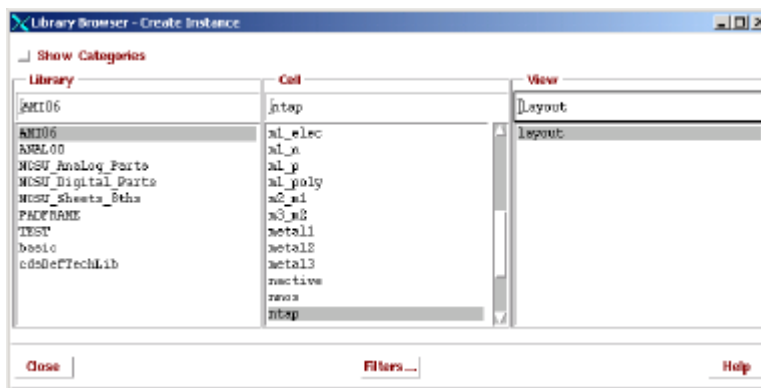 Library Browser - Create Instance
Show Categories
Library
Cell
View
AMI06
ntap
layout
AMI06
ANALOG
NCSU_Analog_Parts
NCSU_Digital_Parts
NCSU_Sheets_8ths
PADFRAME
TEST
basic
cdsDefTechLib
m1_elec
m1_n
m1_p
m1_poly
m2_m1
m3_m2
metal1
metal2
metal3
nactive
nmos
ntap
layout
Close
Filters...
Help